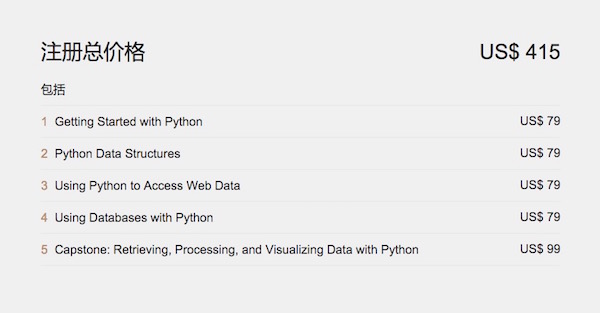 注册总价格 US$ 415
包括
1 Getting Started with Python US$ 79
2 Python Data Structures US$ 79
3 Using Python to Access Web Data US$ 79
4 Using Databases with Python US$ 79
5 Capstone: Retrieving, Processing, and Visualizing Data with Python US$ 99